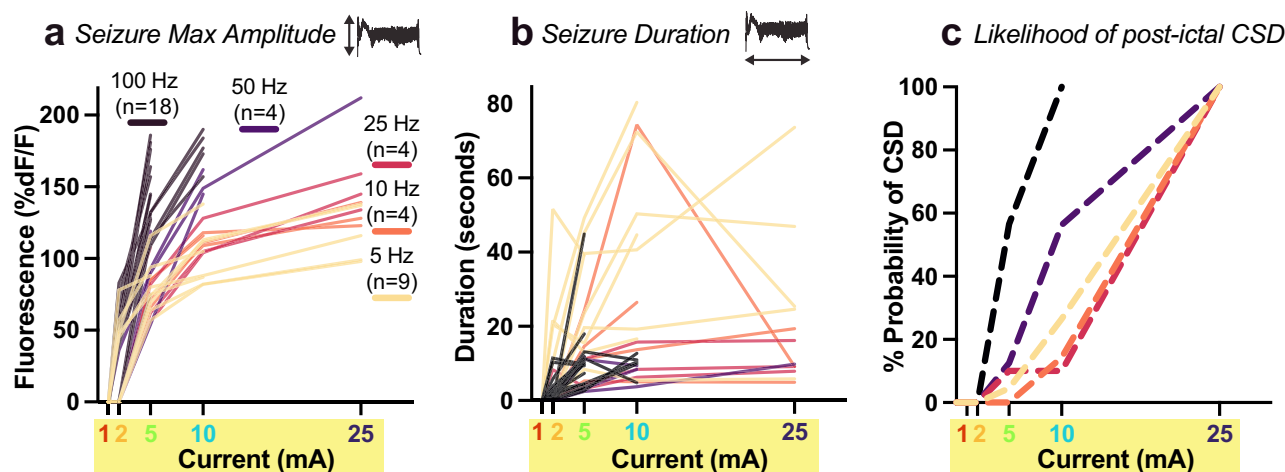 a Seizure Max Amplitude
Fluorescence (%dF/F)
200
150
100
50
0
100 Hz
(n=18)
50 Hz
(n=4)
25 Hz
(n=4)
10 Hz
(n=4)
5 Hz
(n=9)
1 2 5 10 25
Current (mA)
b Seizure Duration
Duration (seconds)
80
60
40
20
0
1 2 5 10 25
Current (mA)
c Likelihood of post-ictal CSD
% Probability of CSD
100
80
60
40
20
0
1 2 5 10 25
Current (mA)